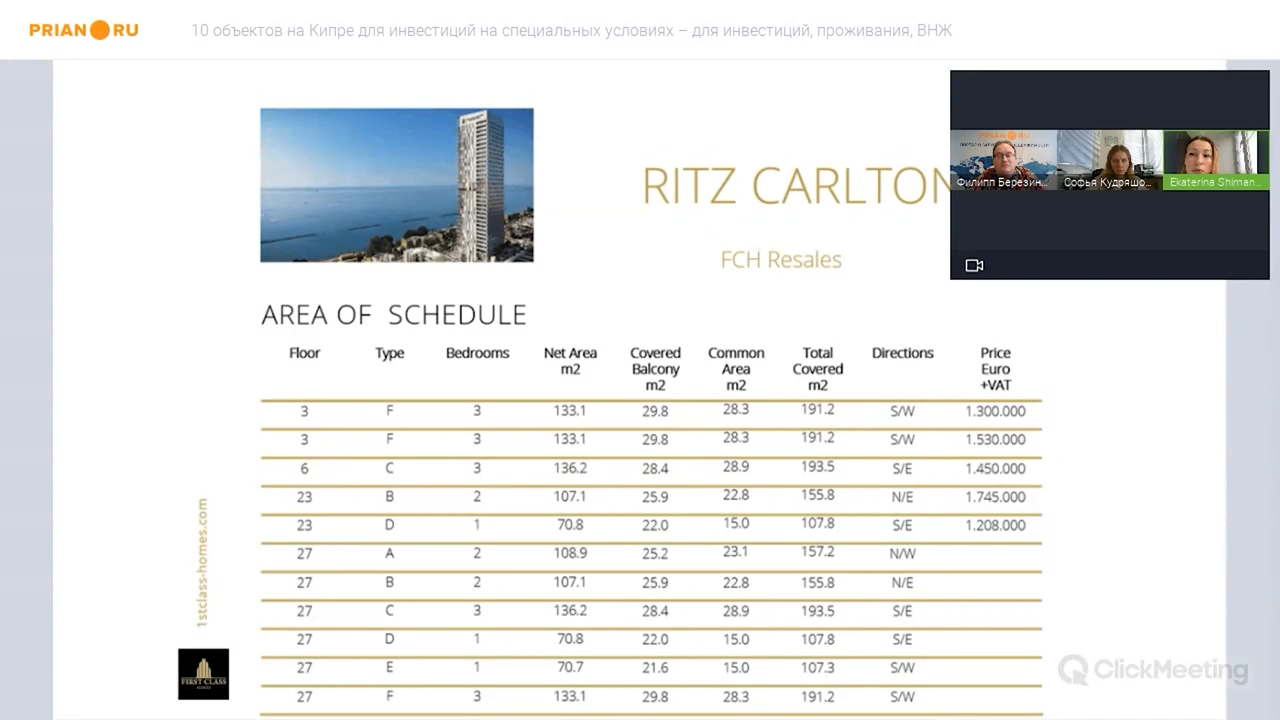 PRIAN RU
10 объектов на Кипре для инвестиций на специальных условиях – для инвестиций, проживания, ВНЖ
RITZ CARLTON
FCH Resales
PRIAN RU
Филипп Березин...
Софья Кудряшо...
Ekaterina Shiman...
AREA OF SCHEDULE
Floor Type Bedrooms Net Area m2 Covered Balcony m2 Common Area m2 Total Covered m2 Directions Price Euro +VAT
3 F 3 133.1 29.8 28.3 191.2 S/W 1.300.000
3 F 3 133.1 29.8 28.3 191.2 S/W 1.530.000
6 C 3 136.2 28.4 28.9 193.5 S/E 1.450.000
23 B 2 107.1 25.9 22.8 155.8 N/E 1.745.000
23 D 1 70.8 22.0 15.0 107.8 S/E 1.208.000
27 A 2 108.9 25.2 23.1 157.2 N/W
27 B 2 107.1 25.9 22.8 155.8 N/E
27 C 3 136.2 28.4 28.9 193.5 S/E
27 D 1 70.8 22.0 15.0 107.8 S/E
27 E 1 70.7 21.6 15.0 107.3 S/W
27 F 3 133.1 29.8 28.3 191.2 S/W
1stclass-homes.com
FIRST CLASS
HOMES
ClickMeeting